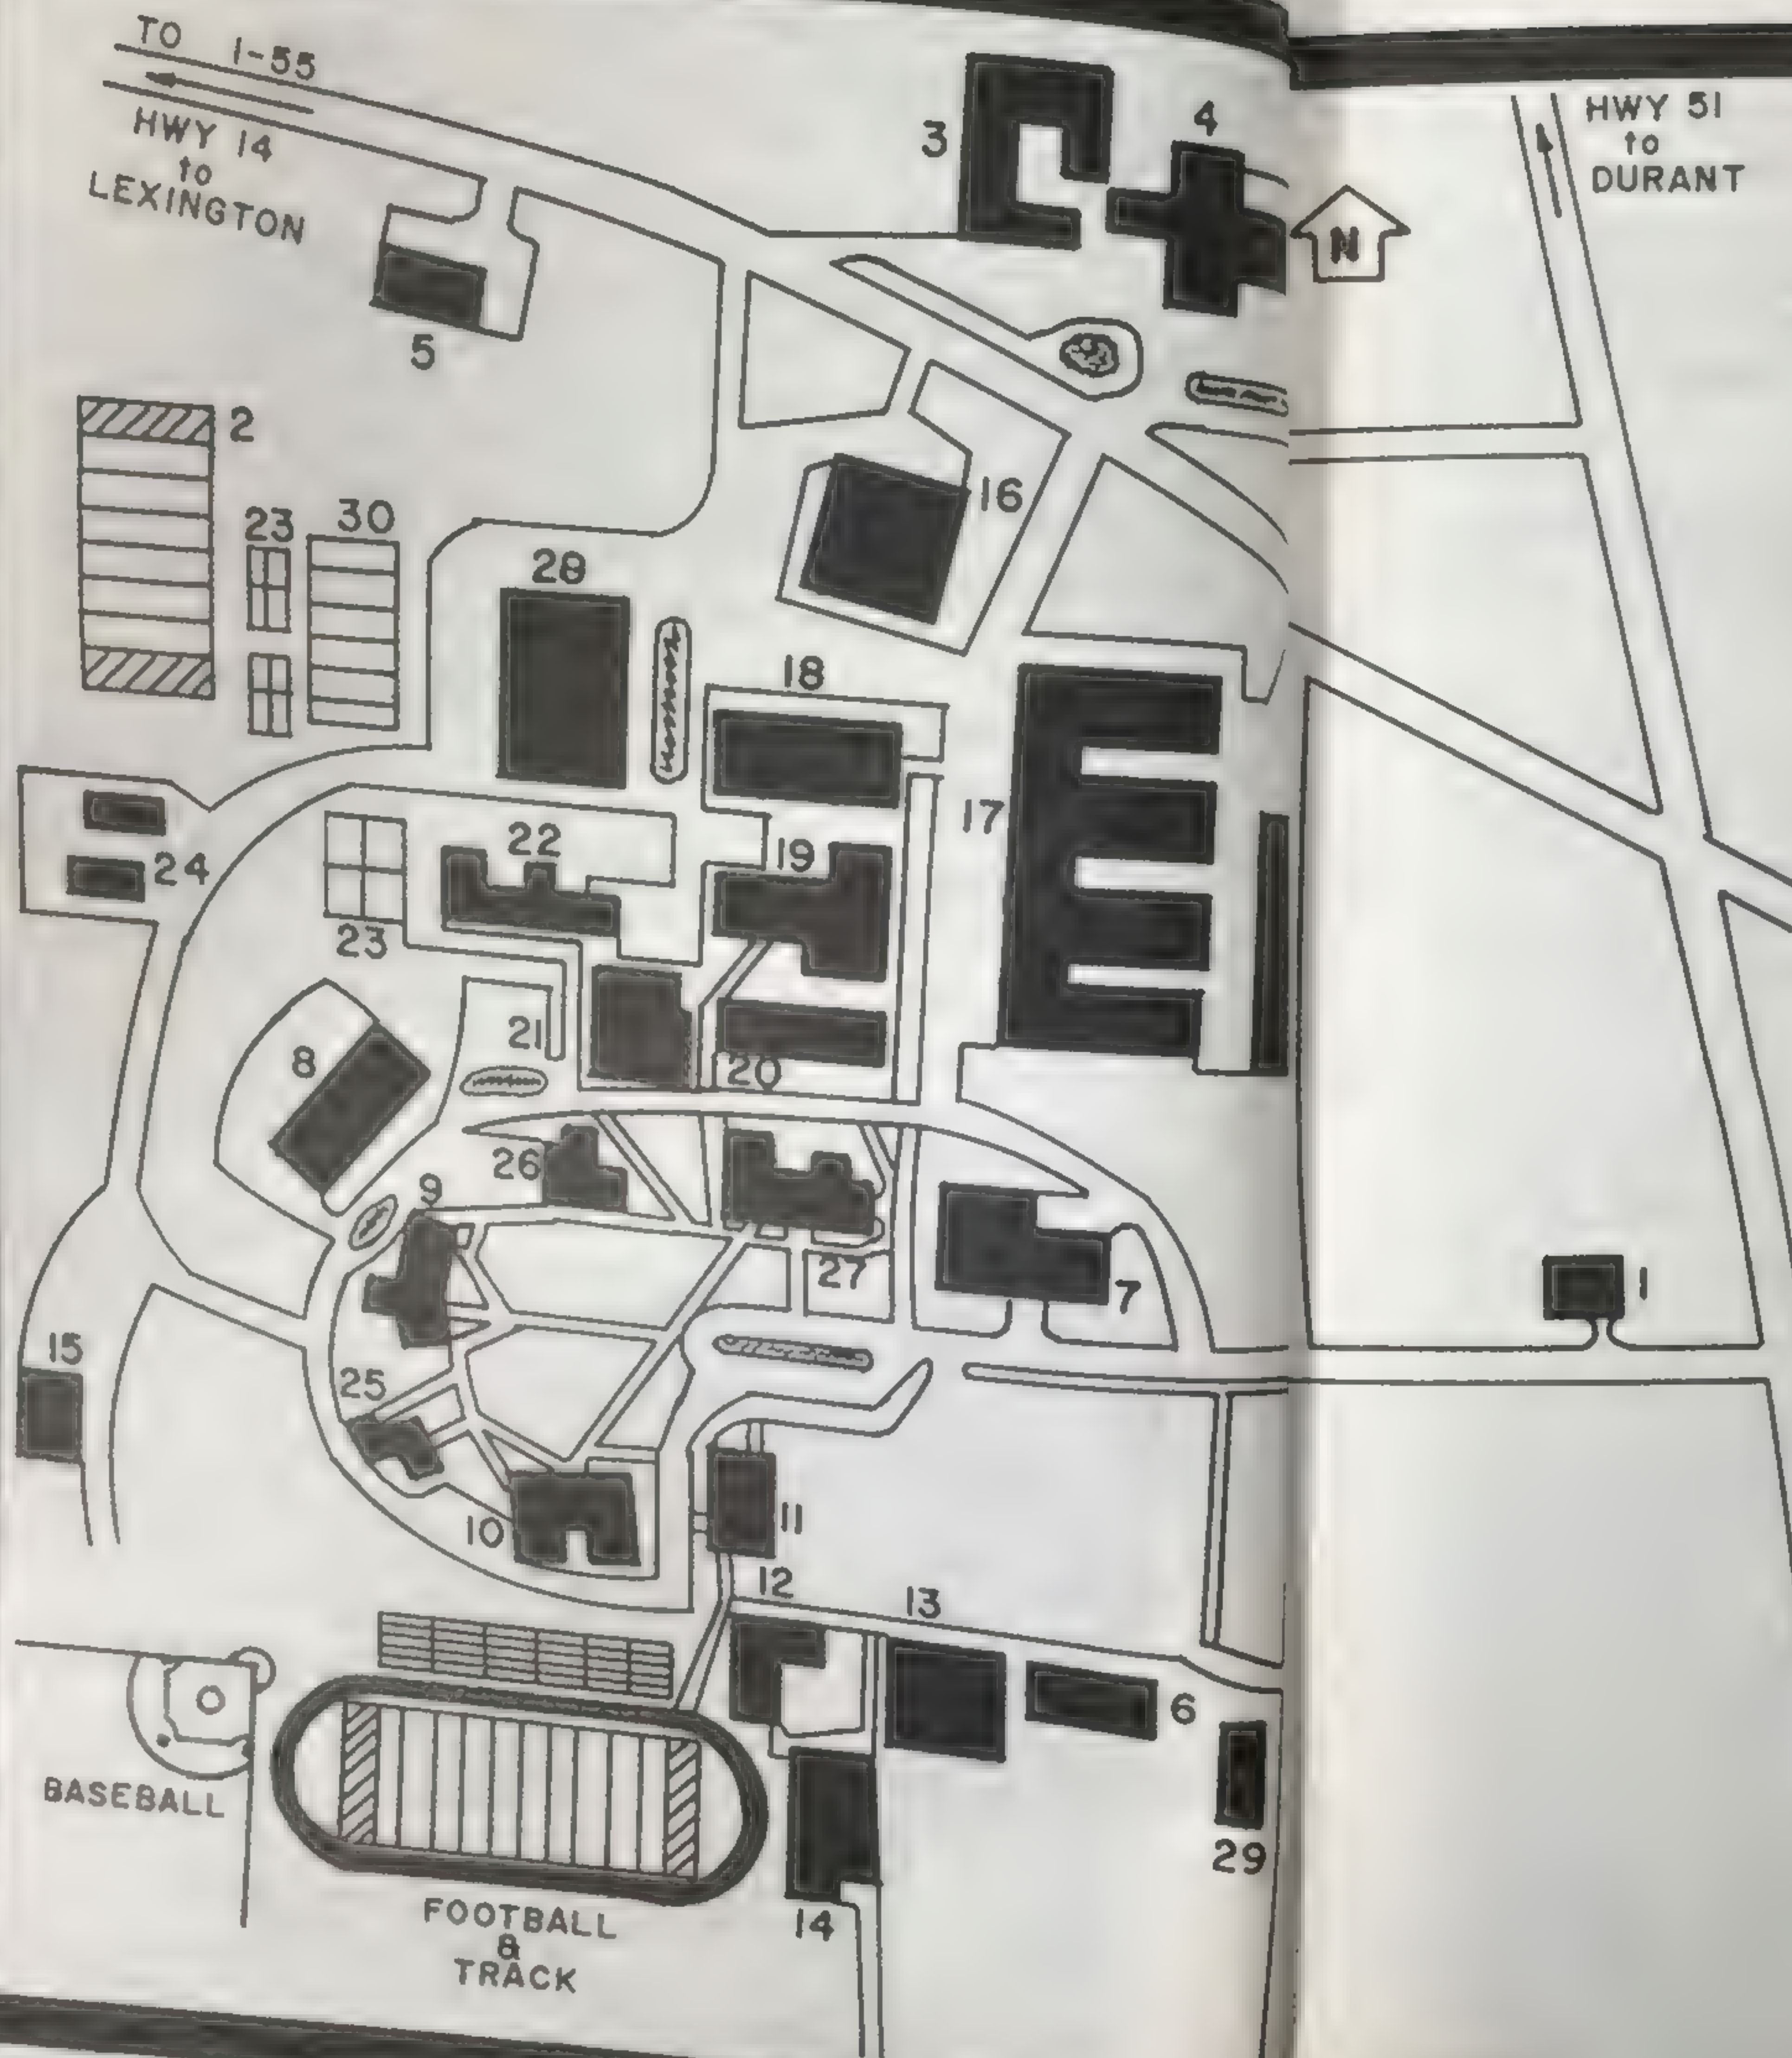 TO I-55
HWY 14
to
LEXINGTON
3
4
HWY 51
to
DURANT
N
5
2
16
23
30
28
18
17
22
19
24
23
21
20
8
26
9
27
7
1
15
25
10
11
12
13
6
29
14
BASEBALL
FOOTBALL
&
TRACK